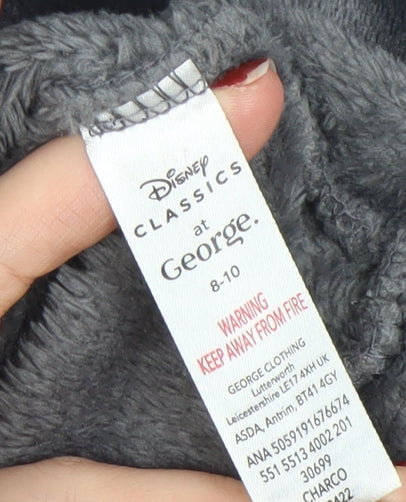 Disney
CLASSICS
at
George.
8-10
WARNING
KEEP AWAY FROM FIRE
GEORGE CLOTHING
Lutterworth
Leicestershire LE17 4XH UK
ASDA, Antrim, BT41 4GY
ANA 5059191676674
551 5513 4002 201
30699
CHARCO